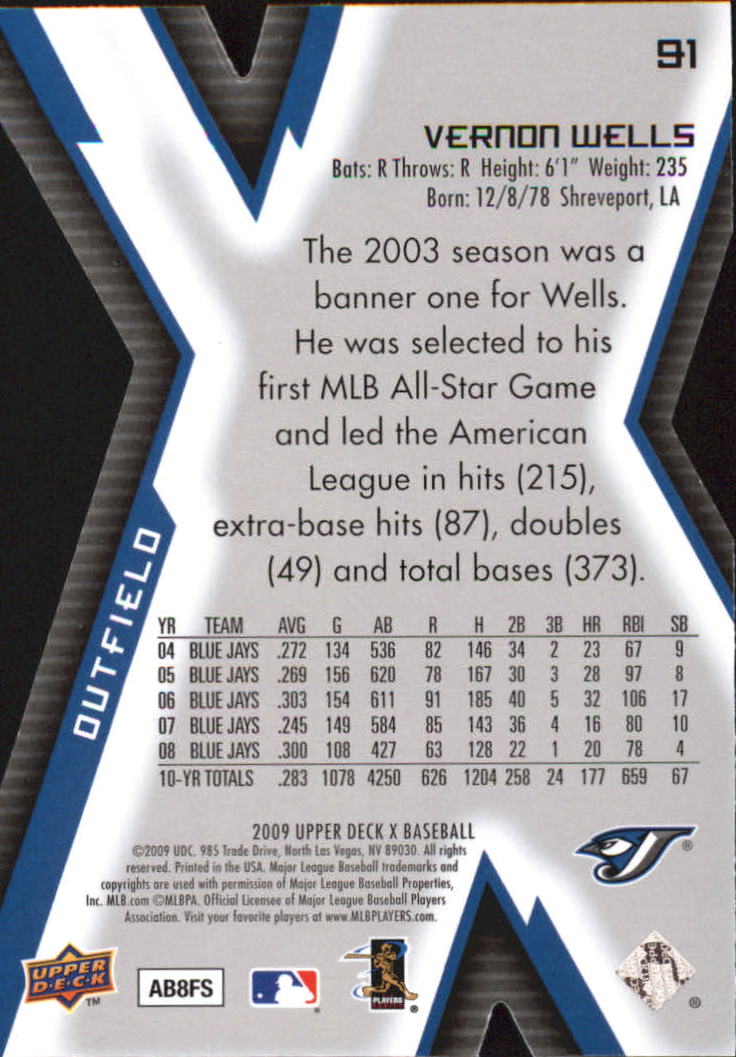 91
VERNON WELLS
Bats: R Throws: R Height: 6'1" Weight: 235
Born: 12/8/78 Shreveport, LA
The 2003 season was a
banner one for Wells.
He was selected to his
first MLB All-Star Game
and led the American
League in hits (215),
extra-base hits (87), doubles
(49) and total bases (373).
OUTFIELD
YR TEAM AVG G AB R H 2B 3B HR RBI SB
04 BLUE JAYS .272 134 536 82 146 34 2 23 67 9
05 BLUE JAYS .269 156 620 78 167 30 3 28 97 8
06 BLUE JAYS .303 154 611 91 185 40 5 32 106 17
07 BLUE JAYS .245 149 584 85 143 36 4 16 80 10
08 BLUE JAYS .300 108 427 63 128 22 1 20 78 4
10-YR TOTALS .283 1078 4250 626 1204 258 24 177 659 67
2009 UPPER DECK X BASEBALL
©2009 UDC. 985 Trade Drive, North Las Vegas, NV 89030. All rights
reserved. Printed in the USA. Major League Baseball trademarks and
copyrights are used with permission of Major League Baseball Properties,
Inc. MLB.com ©MLBPA. Official Licensee of Major League Baseball Players
Association. Visit your favorite players at www.MLBPLAYERS.com.
J ®
UPPER
D·E·C·K
™
AB8FS
®
PLAYERS
®
®